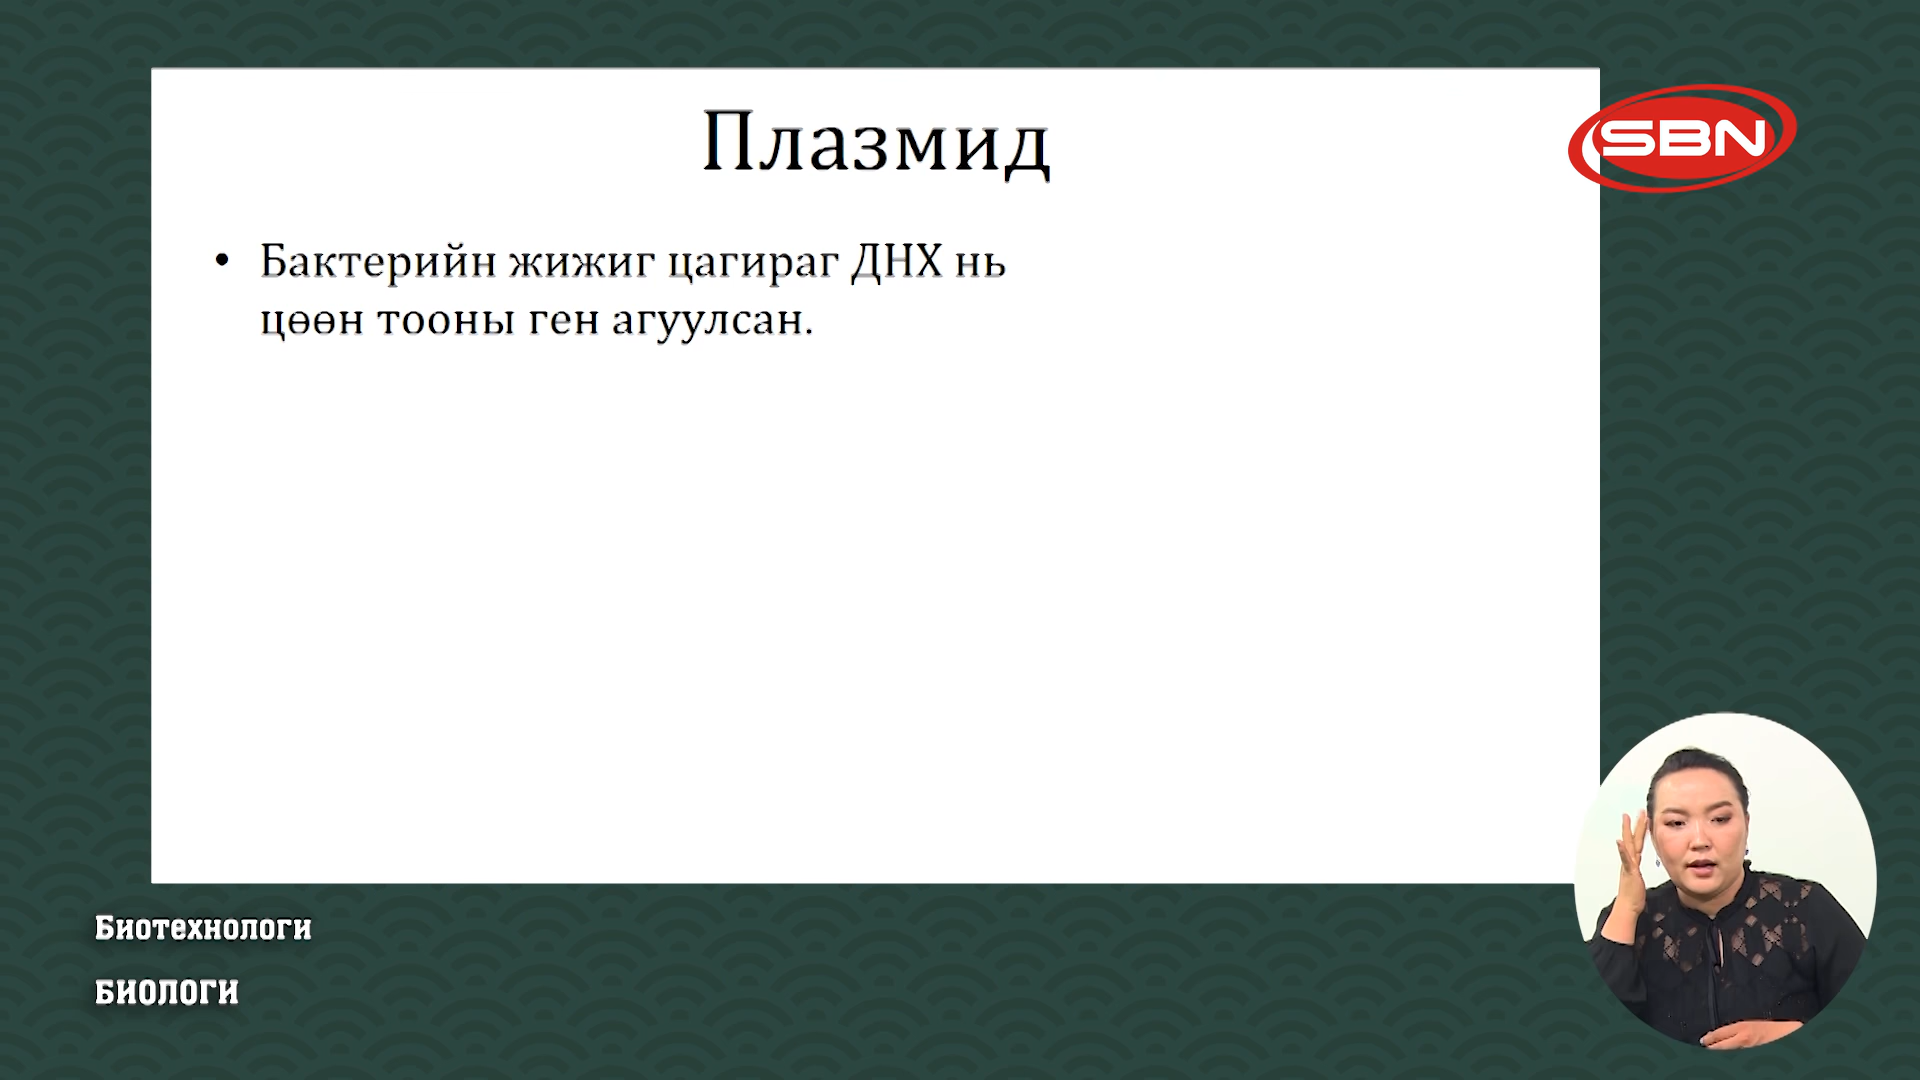 Плазмид
SBN
• Бактерийн жижиг цагираг ДНХ нь
цөөн тооны ген агуулсан.
Биотехнологи
БИОЛОГИ